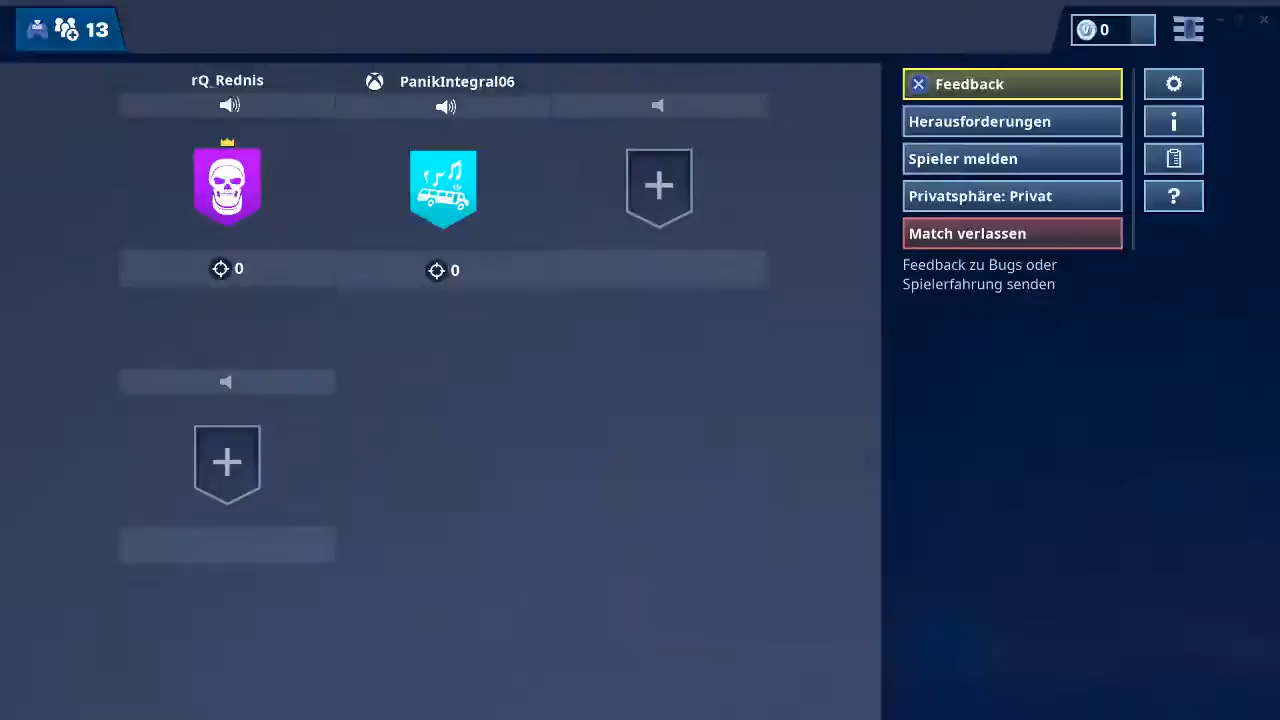 13
0
rQ_Rednis
PanikIntegral06
0
0
Feedback
Herausforderungen
Spieler melden
Privatsphäre: Privat
Match verlassen
Feedback zu Bugs oder
Spielerfahrung senden
i
?